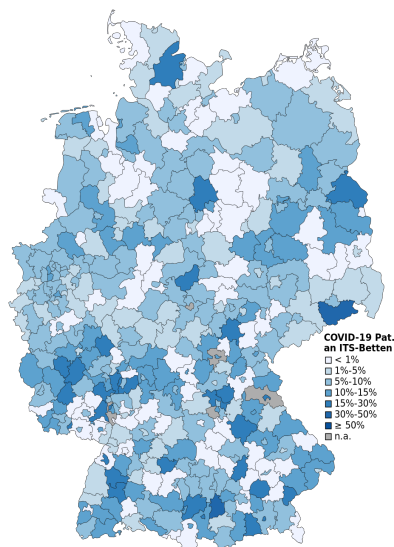 COVID-19 Pat.
an ITS-Betten
< 1%
1%-5%
5%-10%
10%-15%
15%-30%
30%-50%
≥ 50%
n.a.